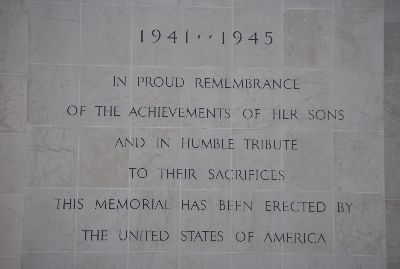 1941 · · 1945
IN PROUD REMEMBRANCE
OF THE ACHIEVEMENTS OF HER SONS
AND IN HUMBLE TRIBUTE
TO THEIR SACRIFICES
THIS MEMORIAL HAS BEEN ERECTED BY
THE UNITED STATES OF AMERICA